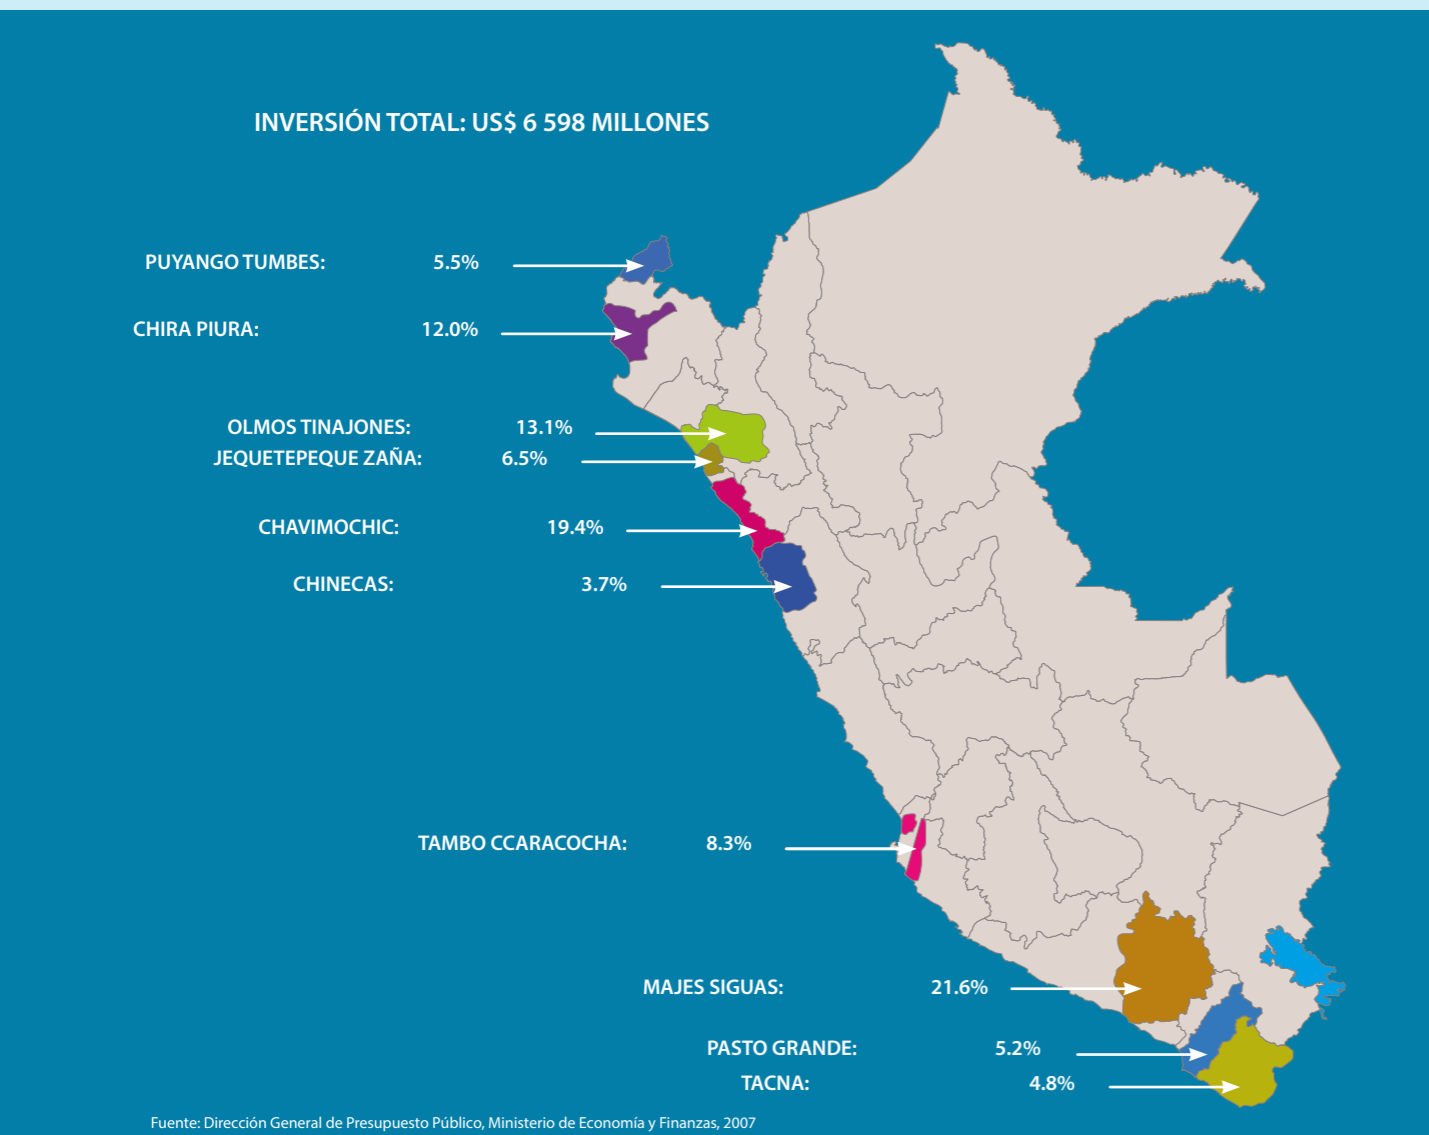 INVERSIÓN TOTAL: US$ 6 598 MILLONES
PUYANGO TUMBES: 5.5%
CHIRA PIURA: 12.0%
OLMOS TINAJONES: 13.1%
JEQUETEPEQUE ZAÑA: 6.5%
CHAVIMOCHIC: 19.4%
CHINECAS: 3.7%
TAMBO CCARACOCHA: 8.3%
MAJES SIGUAS: 21.6%
PASTO GRANDE: 5.2%
TACNA: 4.8%
Fuente: Dirección General de Presupuesto Público, Ministerio de Economía y Finanzas, 2007